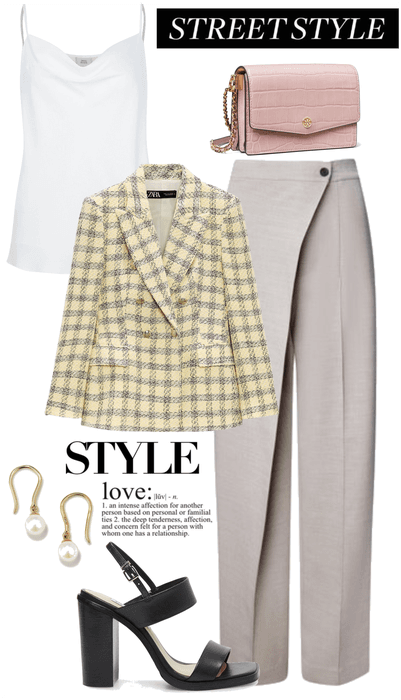 STREET STYLE
ZARA
STYLE
love: |lŭv| - n.
1. an intense affection for another
person based on personal or familial
ties 2. the deep tenderness, affection,
and concern felt for a person with
whom one has a relationship.